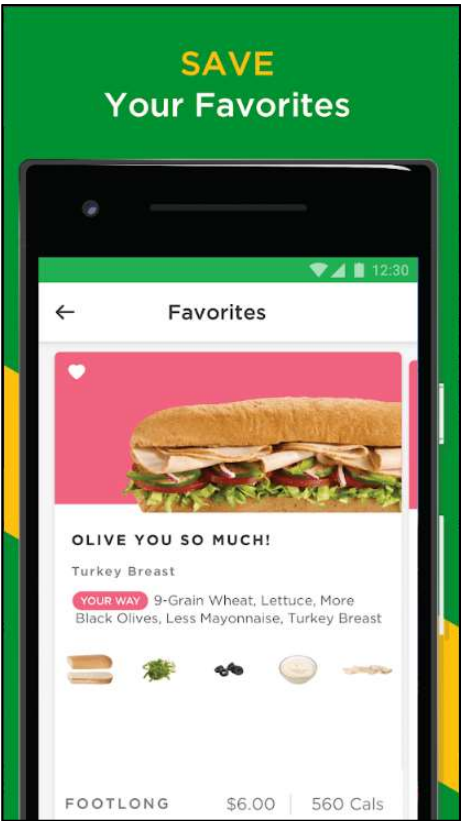 SAVE
Your Favorites
12:30
Favorites
OLIVE YOU SO MUCH!
Turkey Breast
YOUR WAY 9-Grain Wheat, Lettuce, More
Black Olives, Less Mayonnaise, Turkey Breast
FOOTLONG $6.00 560 Cals